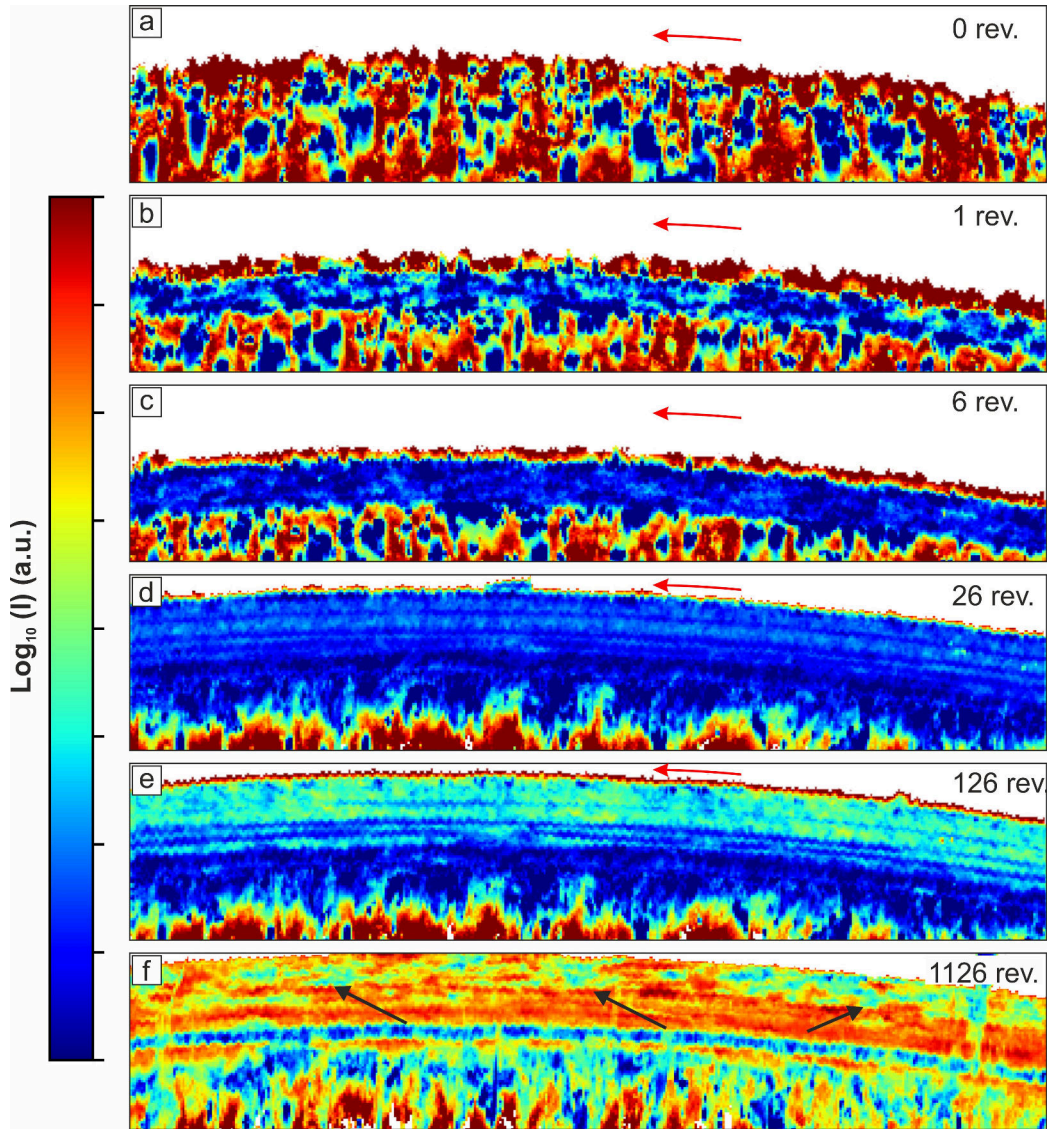 a
0 rev.
b
1 rev.
c
6 rev.
d
26 rev.
e
126 rev.
f
1126 rev.
Log₁₀ (I) (a.u.)